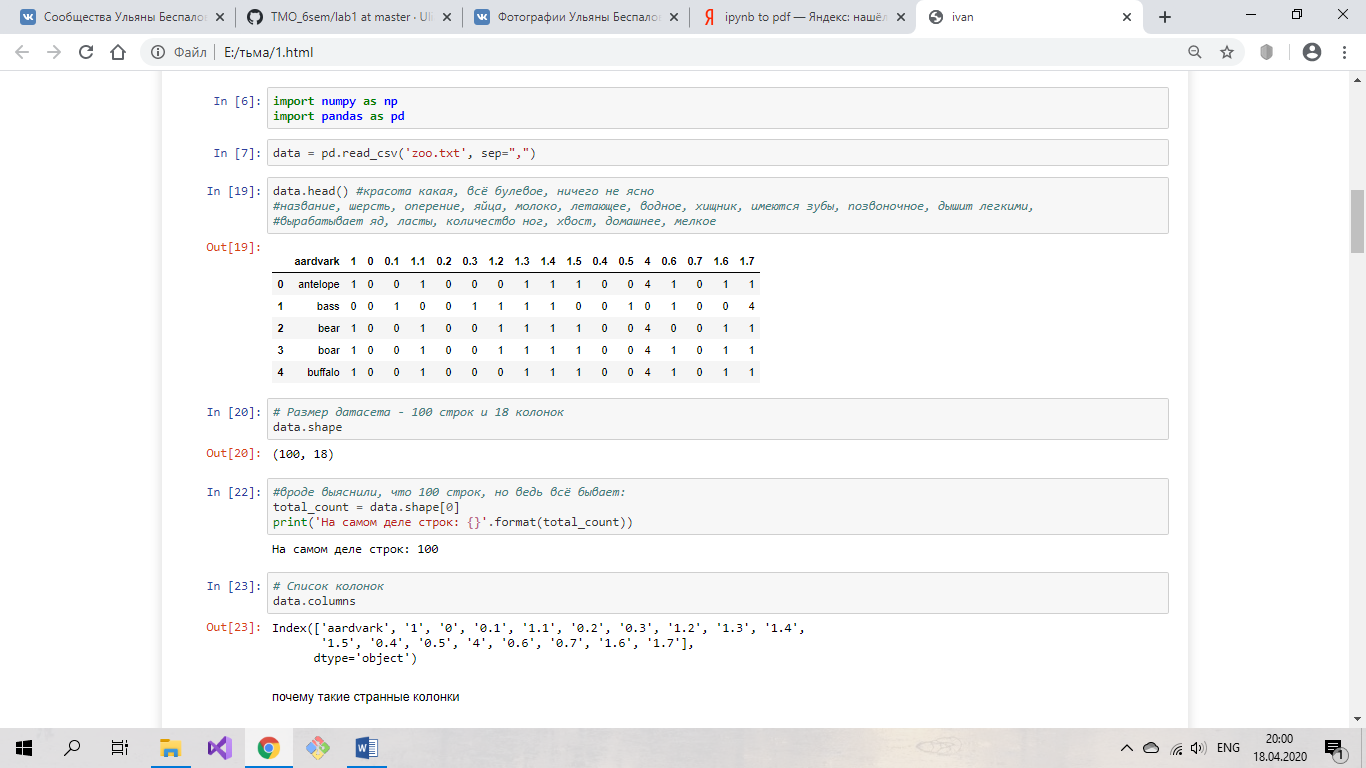 Сообщества Ульяны Беспалов
TMO_6sem/lab1 at master · Uli
Фотографии Ульяны Беспалов
ipynb to pdf — Яндекс: нашёл
ivan
Файл
E:/тьма/1.html
In [6]:
import numpy as np
import pandas as pd
In [7]:
data = pd.read_csv('zoo.txt', sep=",")
In [19]:
data.head() #красота какая, всё булевое, ничего не ясно
#название, шерсть, оперение, яйца, молоко, летающее, водное, хищник, имеются зубы, позвоночное, дышит легкими,
#вырабатывает яд, ласты, количество ног, хвост, домашнее, мелкое
Out[19]:
aardvark 1 0 0.1 1.1 0.2 0.3 1.2 1.3 1.4 1.5 0.4 0.5 4 0.6 0.7 1.6 1.7
0 antelope 1 0 0 1 0 0 0 1 1 1 0 0 4 1 0 1 1
1 bass 0 0 1 0 0 1 1 1 1 0 0 1 0 1 0 0 4
2 bear 1 0 0 1 0 0 1 1 1 1 0 0 4 0 0 1 1
3 boar 1 0 0 1 0 0 1 1 1 1 0 0 4 1 0 1 1
4 buffalo 1 0 0 1 0 0 0 1 1 1 0 0 4 1 0 1 1
In [20]:
# Размер датасета - 100 строк и 18 колонок
data.shape
Out[20]:
(100, 18)
In [22]:
#вроде выяснили, что 100 строк, но ведь всё бывает:
total_count = data.shape[0]
print('На самом деле строк: {}'.format(total_count))
На самом деле строк: 100
In [23]:
# Список колонок
data.columns
Out[23]:
Index(['aardvark', '1', '0', '0.1', '1.1', '0.2', '0.3', '1.2', '1.3', '1.4',
'1.5', '0.4', '0.5', '4', '0.6', '0.7', '1.6', '1.7'],
dtype='object')
почему такие странные колонки
ENG
20:00
18.04.2020
1